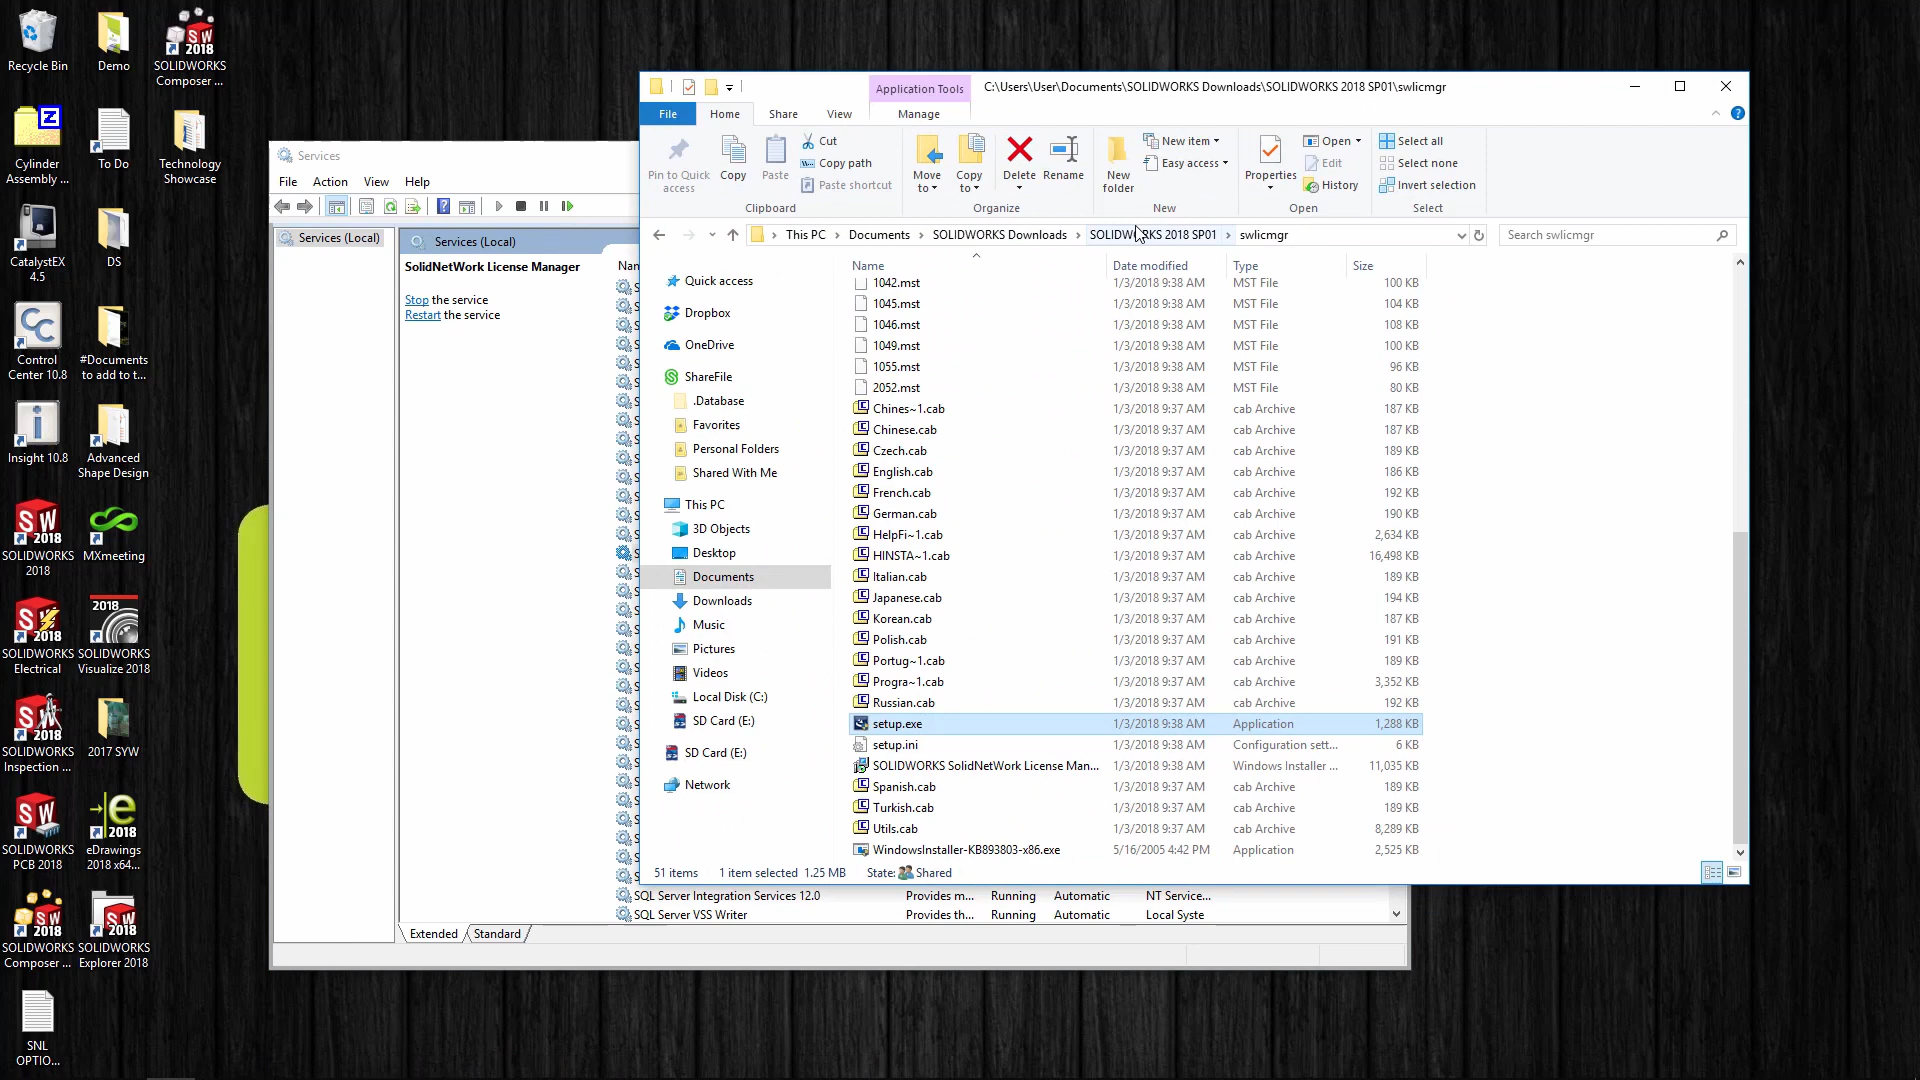 Recycle Bin
Demo
SOLIDWORKS
Composer ...
Cylinder
Assembly ...
To Do
Technology
Showcase
CatalystEX
4.5
DS
Control
Center 10.8
#Documents
to add to t...
Insight 10.8
Advanced
Shape Design
SOLIDWORKS
2018
MXmeeting
SOLIDWORKS
Electrical
SOLIDWORKS
Visualize 2018
SOLIDWORKS
Inspection ...
2017 SYW
SOLIDWORKS
PCB 2018
eDrawings
2018 x64...
SOLIDWORKS
Composer ...
SOLIDWORKS
Explorer 2018
SNL
OPTIO...
Services
File Action View Help
Services (Local)
Services (Local)
SolidNetWork License Manager
Stop the service
Restart the service
SQL Server Integration Services 12.0 Provides m... Running Automatic NT Service...
SQL Server VSS Writer Provides th... Running Automatic Local Syste
Extended Standard
Application Tools
C:\Users\User\Documents\SOLIDWORKS Downloads\SOLIDWORKS 2018 SP01\swlicmgr
File Home Share View Manage
Pin to Quick
access
Copy
Paste
Cut
Copy path
Paste shortcut
Clipboard
Move
to
Copy
to
Delete
Rename
Organize
New
folder
New item
Easy access
New
Properties
Open
Edit
History
Open
Select all
Select none
Invert selection
Select
This PC > Documents > SOLIDWORKS Downloads > SOLIDWORKS 2018 SP01 > swlicmgr
Search swlicmgr
Quick access
Dropbox
OneDrive
ShareFile
.Database
Favorites
Personal Folders
Shared With Me
This PC
3D Objects
Desktop
Documents
Downloads
Music
Pictures
Videos
Local Disk (C:)
SD Card (E:)
SD Card (E:)
Network
Name Date modified Type Size
1042.mst 1/3/2018 9:38 AM MST File 100 KB
1045.mst 1/3/2018 9:38 AM MST File 104 KB
1046.mst 1/3/2018 9:38 AM MST File 108 KB
1049.mst 1/3/2018 9:38 AM MST File 100 KB
1055.mst 1/3/2018 9:38 AM MST File 96 KB
2052.mst 1/3/2018 9:38 AM MST File 80 KB
Chines~1.cab 1/3/2018 9:37 AM cab Archive 187 KB
Chinese.cab 1/3/2018 9:37 AM cab Archive 187 KB
Czech.cab 1/3/2018 9:37 AM cab Archive 189 KB
English.cab 1/3/2018 9:37 AM cab Archive 186 KB
French.cab 1/3/2018 9:37 AM cab Archive 192 KB
German.cab 1/3/2018 9:37 AM cab Archive 190 KB
HelpFi~1.cab 1/3/2018 9:37 AM cab Archive 2,634 KB
HINSTA~1.cab 1/3/2018 9:37 AM cab Archive 16,498 KB
Italian.cab 1/3/2018 9:37 AM cab Archive 189 KB
Japanese.cab 1/3/2018 9:37 AM cab Archive 194 KB
Korean.cab 1/3/2018 9:37 AM cab Archive 187 KB
Polish.cab 1/3/2018 9:37 AM cab Archive 191 KB
Portug~1.cab 1/3/2018 9:37 AM cab Archive 189 KB
Progra~1.cab 1/3/2018 9:37 AM cab Archive 3,352 KB
Russian.cab 1/3/2018 9:37 AM cab Archive 192 KB
setup.exe 1/3/2018 9:38 AM Application 1,288 KB
setup.ini 1/3/2018 9:38 AM Configuration sett... 6 KB
SOLIDWORKS SolidNetWork License Man... 1/3/2018 9:38 AM Windows Installer ... 11,035 KB
Spanish.cab 1/3/2018 9:37 AM cab Archive 189 KB
Turkish.cab 1/3/2018 9:37 AM cab Archive 189 KB
Utils.cab 1/3/2018 9:37 AM cab Archive 8,289 KB
WindowsInstaller-KB893803-x86.exe 5/16/2005 4:42 PM Application 2,525 KB
51 items 1 item selected 1.25 MB State: Shared